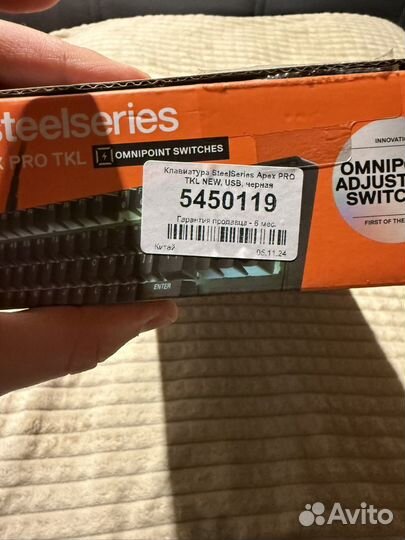 steelseries
X PRO TKL OMNIPOINT SWITCHES
Клавиатура SteelSeries Apex PRO
TKL NEW, USB, черная
5450119
Гарантия продавца - 6 мес.
Китай
06.11.24
ENTER
INNOVATI
OMNIPO
ADJUST
SWITC
FIRST OF THE
Avito